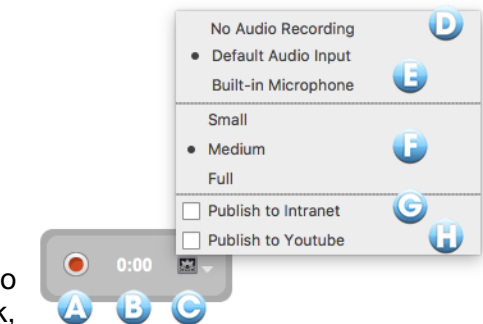 No Audio Recording
D
Default Audio Input
E
Built-in Microphone
Small
Medium
F
Full
G
Publish to Intranet
Publish to Youtube
H
0:00
o
A
B
C
k,